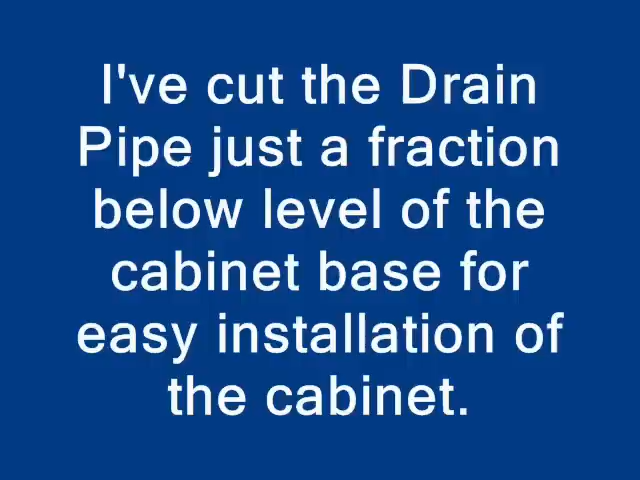 I've cut the Drain
Pipe just a fraction
below level of the
cabinet base for
easy installation of
the cabinet.